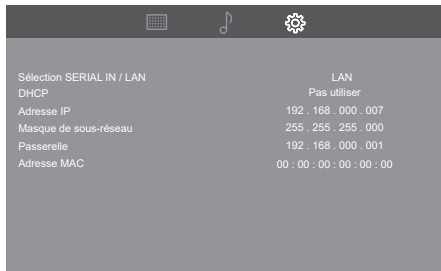 Sélection SERIAL IN / LAN LAN
DHCP Pas utiliser
Adresse IP 192 . 168 . 000 . 007
Masque de sous-réseau 255 . 255 . 255 . 000
Passerelle 192 . 168 . 000 . 001
Adresse MAC 00 : 00 : 00 : 00 : 00 : 00